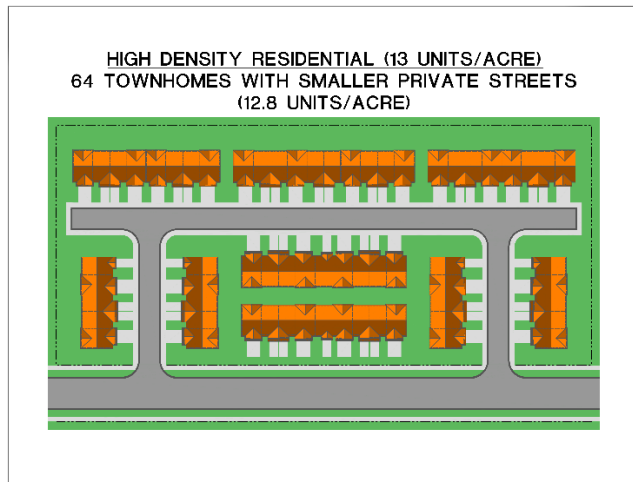 HIGH DENSITY RESIDENTIAL (13 UNITS/ACRE)
64 TOWNHOMES WITH SMALLER PRIVATE STREETS
(12.8 UNITS/ACRE)